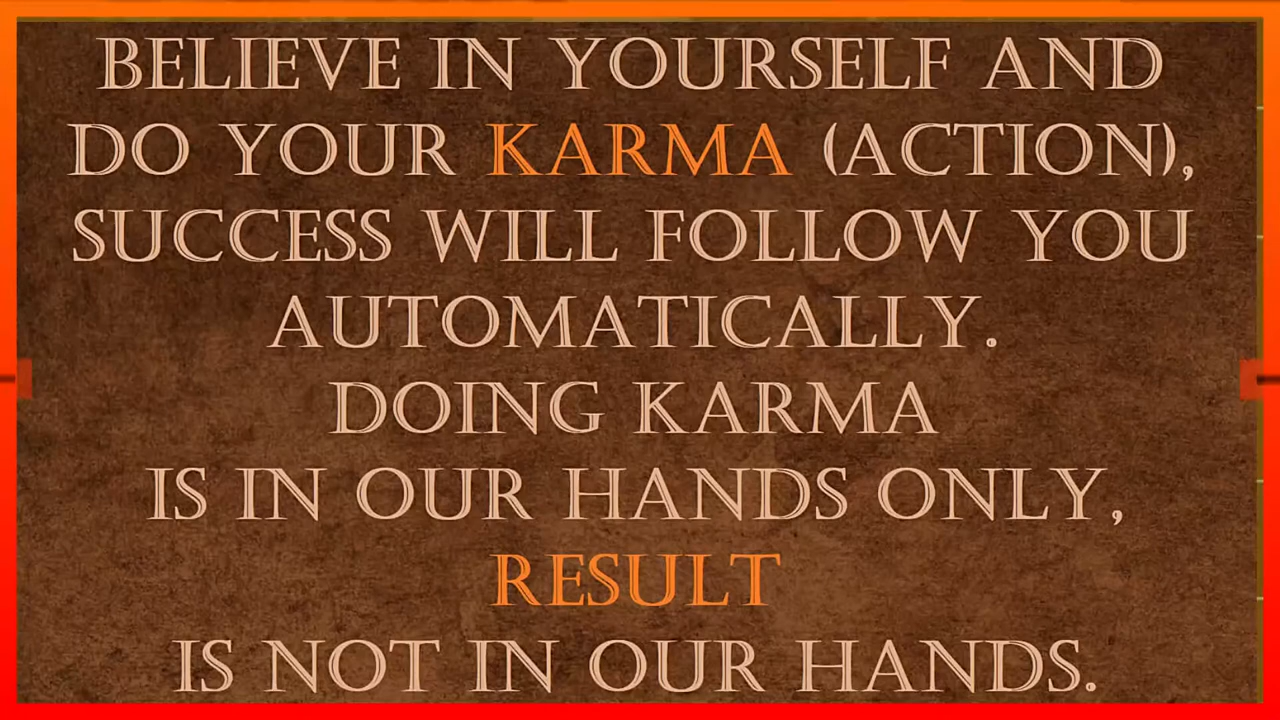 BELIEVE IN YOURSELF AND
DO YOUR KARMA (ACTION),
SUCCESS WILL FOLLOW YOU
AUTOMATICALLY.
DOING KARMA
IS IN OUR HANDS ONLY,
RESULT
IS NOT IN OUR HANDS.